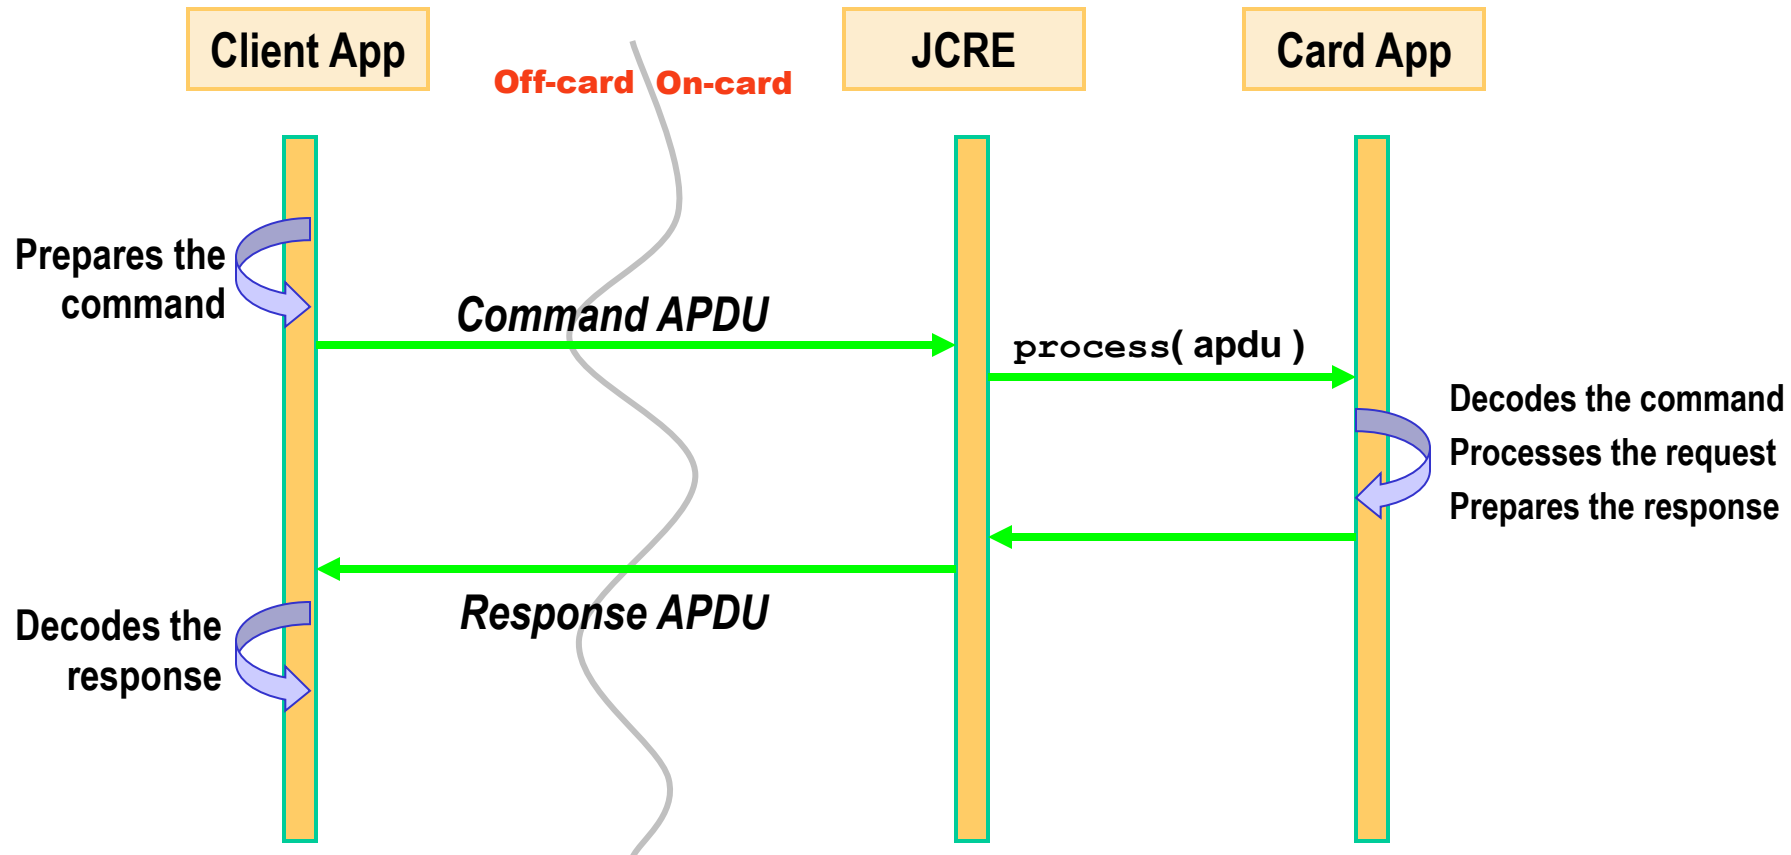 Client App
JCRE
Card App
Off-card On-card
Prepares the
command
Command APDU
process( apdu )
Decodes the command
Processes the request
Prepares the response
Response APDU
Decodes the
response